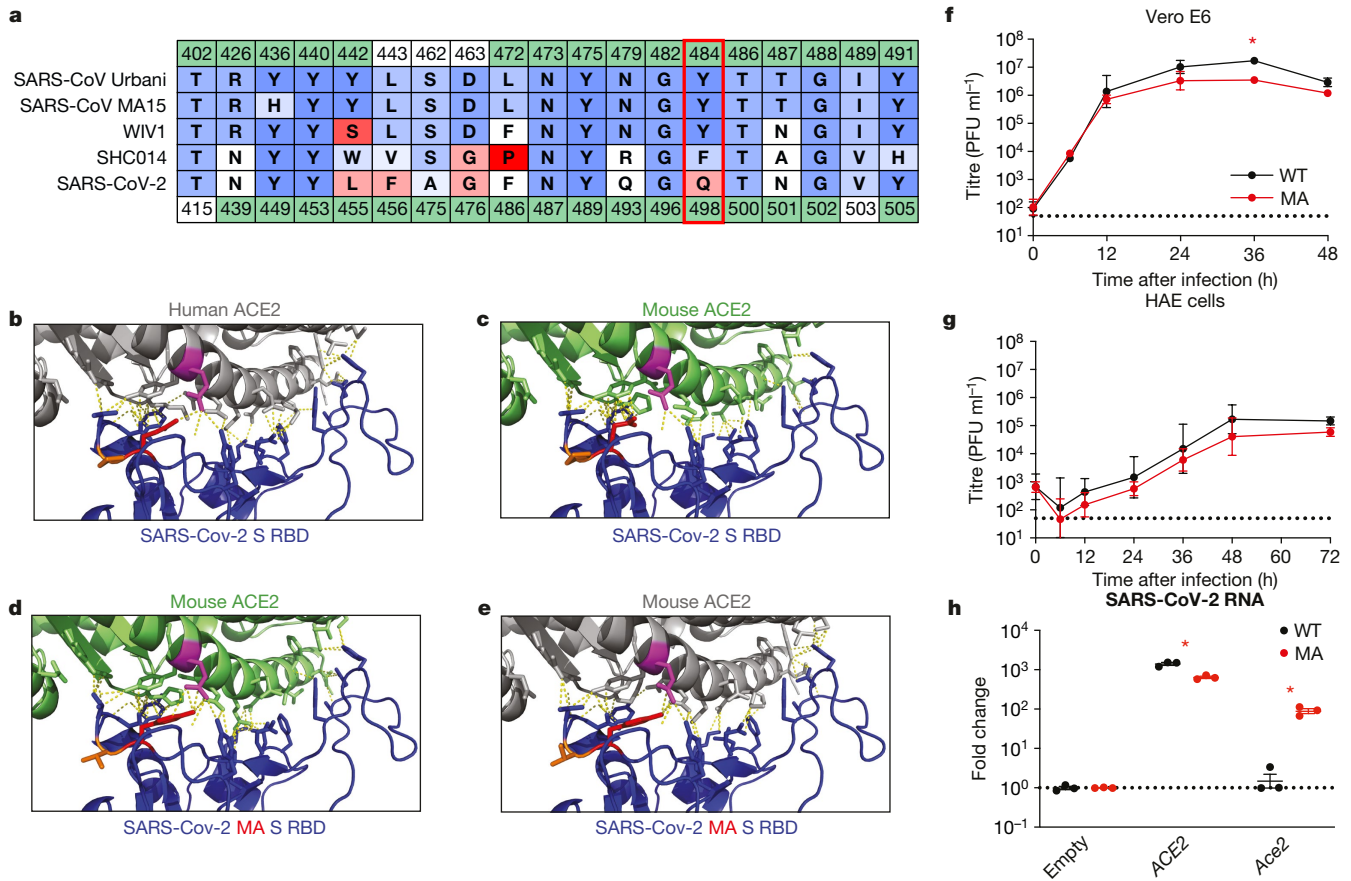 a
402 426 436 440 442 443 462 463 472 473 475 479 482 484 486 487 488 489 491
SARS-CoV Urbani T R Y Y Y L S D L N Y N G Y T T G I Y
SARS-CoV MA15 T R H Y Y L S D L N Y N G Y T T G I Y
WIV1 T R Y Y S L S D F N Y N G Y T N G I Y
SHC014 T N Y Y W V S G P N Y R G F T A G V H
SARS-CoV-2 T N Y Y L F A G F N Y Q G Q T N G V Y
415 439 449 453 455 456 475 476 486 487 489 493 496 498 500 501 502 503 505
b
Human ACE2
SARS-Cov-2 S RBD
c
Mouse ACE2
SARS-Cov-2 S RBD
d
Mouse ACE2
SARS-Cov-2 MA S RBD
e
Mouse ACE2
SARS-Cov-2 MA S RBD
f
Vero E6
Titre (PFU ml⁻¹)
10⁸
10⁷
10⁶
10⁵
10⁴
10³
10²
10¹
*
WT
MA
0 12 24 36 48
Time after infection (h)
g
HAE cells
Titre (PFU ml⁻¹)
10⁸
10⁷
10⁶
10⁵
10⁴
10³
10²
10¹
0 12 24 36 48 60 72
Time after infection (h)
h
SARS-CoV-2 RNA
Fold change
10⁴
10³
10²
10¹
10⁰
10⁻¹
*
*
WT
MA
Empty ACE2 Ace2